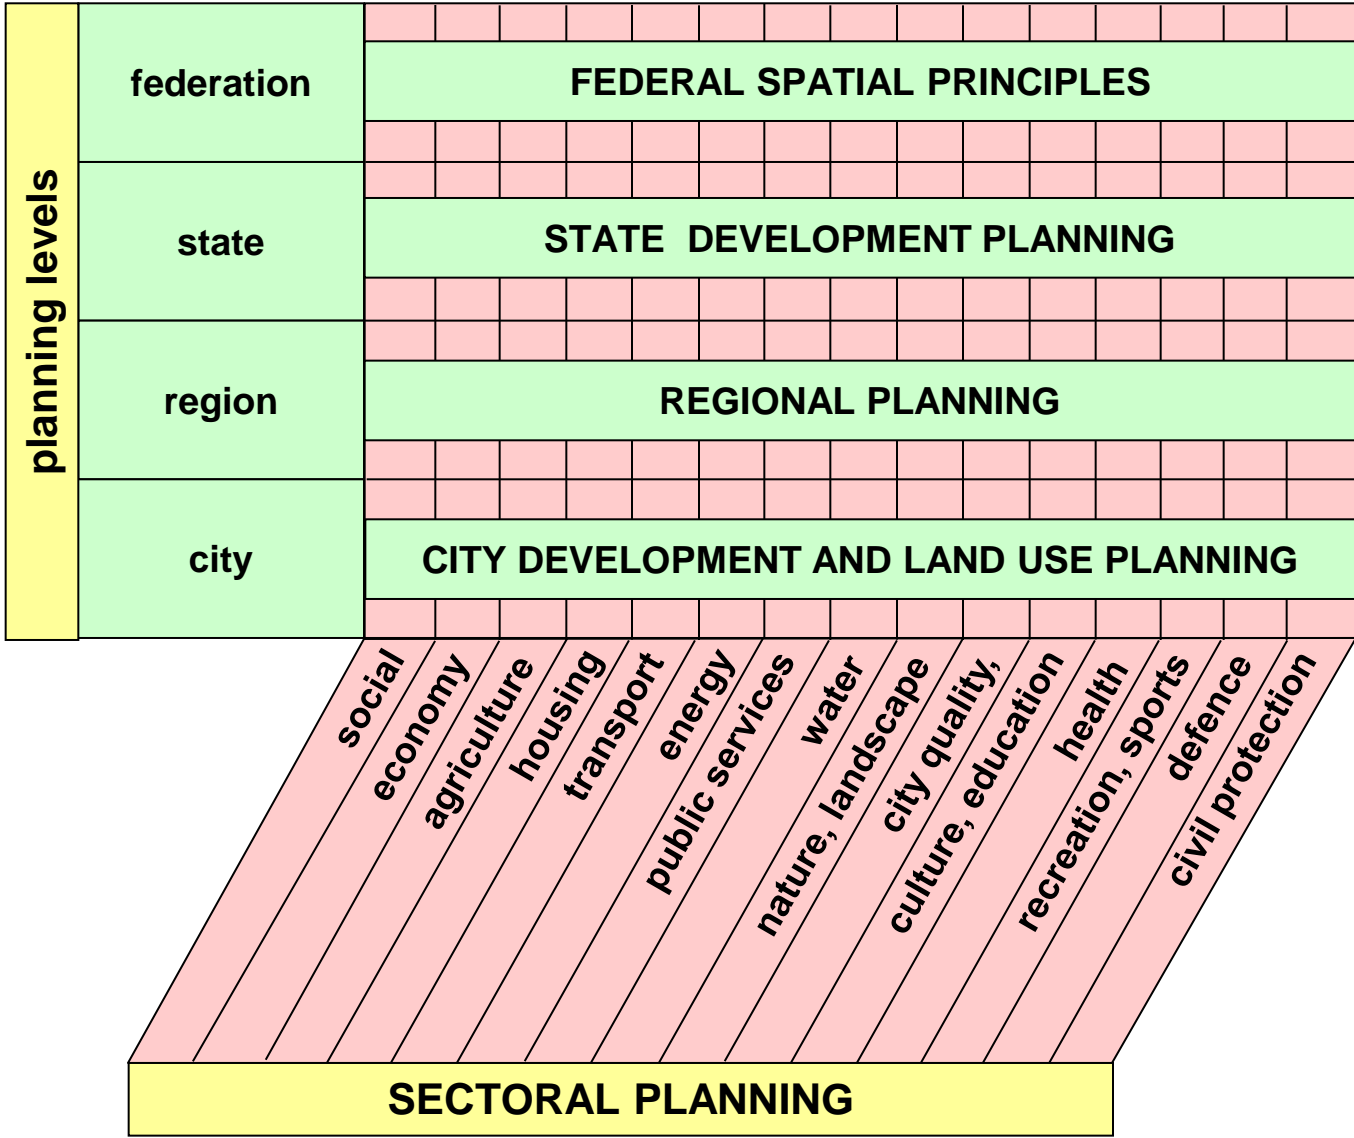 planning levels
federation
FEDERAL SPATIAL PRINCIPLES
state
STATE DEVELOPMENT PLANNING
region
REGIONAL PLANNING
city
CITY DEVELOPMENT AND LAND USE PLANNING
social
economy
agriculture
housing
transport
energy
public services
water
nature, landscape
city quality,
culture, education
health
recreation, sports
defence
civil protection
SECTORAL PLANNING